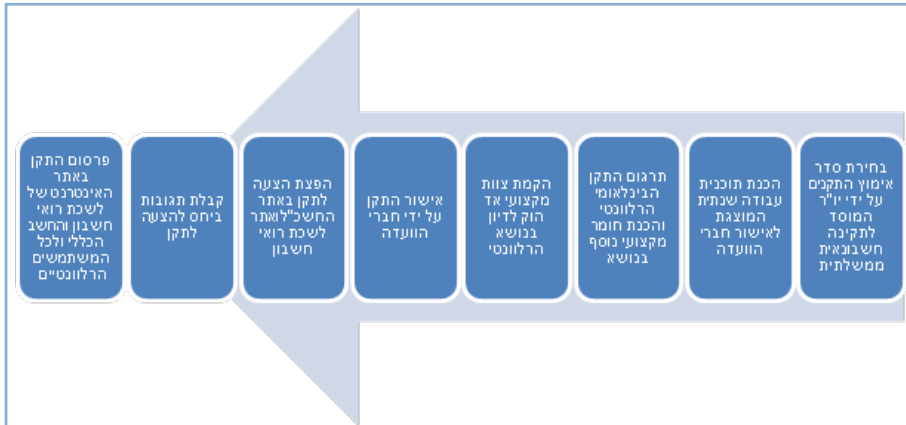 בחירת סדר
אימוץ התקנים
על ידי יו"ר
המוסד
לתקינה
חשבונאית
ממשלתית
הכנת תוכנית
עבודה שנתית
המוצגת
לאישור חברי
הוועדה
תרגום התקן
הבינלאומי
הרלוונטי
והכנת חומר
מקצועי נוסף
בנושא
הקמת צוות
מקצועי אד
הוק לדיון
בנושא
הרלוונטי
אישור התקן
על ידי חברי
הוועדה
הפצת הצעה
לתקן באתר
החשכ"לואתר
לשכת רואי
חשבון
קבלת תגובות
ביחס להצעה
לתקן
פרסום התקן
באתר
האינטרנט של
לשכת רואי
חשבון והחשב
הכללי ולכל
המשתמשים
הרלוונטיים